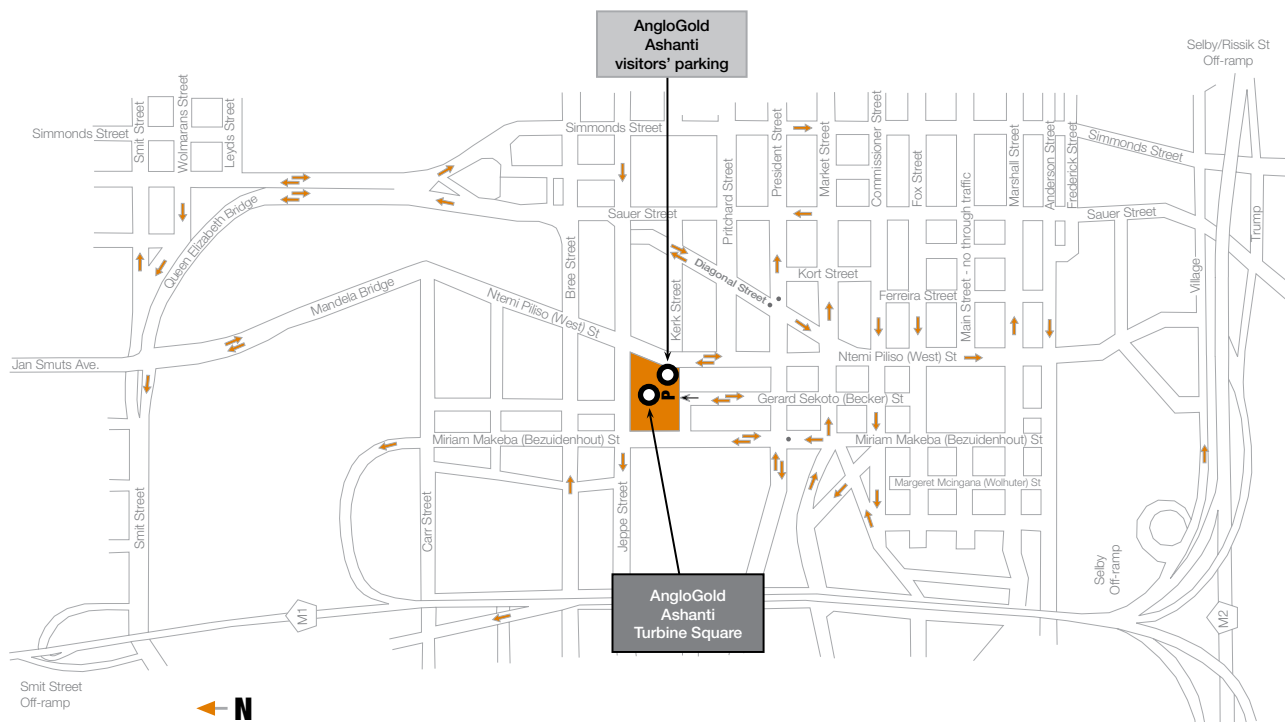 AngloGold
Ashanti
visitors’ parking
Selby/Rissik St
Off-ramp
Simmonds Street
Smit Street
Wolmarans Street
Leyds Street
Simmonds Street
President Street
Market Street
Commissioner Street
Fox Street
Marshall Street
Anderson Street
Frederick Street
Simmonds Street
Queen Elizabeth Bridge
Sauer Street
Pritchard Street
Main Street - no through traffic
Sauer Street
Trump
Village
Bree Street
Diagonal Street
Kort Street
Ferreira Street
Mandela Bridge
Ntemi Piliso (West) St
Kerk Street
Jan Smuts Ave.
Ntemi Piliso (West) St
P
Gerard Sekoto (Becker) St
Miriam Makeba (Bezuidenhout) St
Miriam Makeba (Bezuidenhout) St
Margeret Mcingana (Wolhuter) St
Smit Street
Carr Street
Jeppe Street
Selby
Off-ramp
AngloGold
Ashanti
Turbine Square
M1
M2
Smit Street
Off-ramp
N